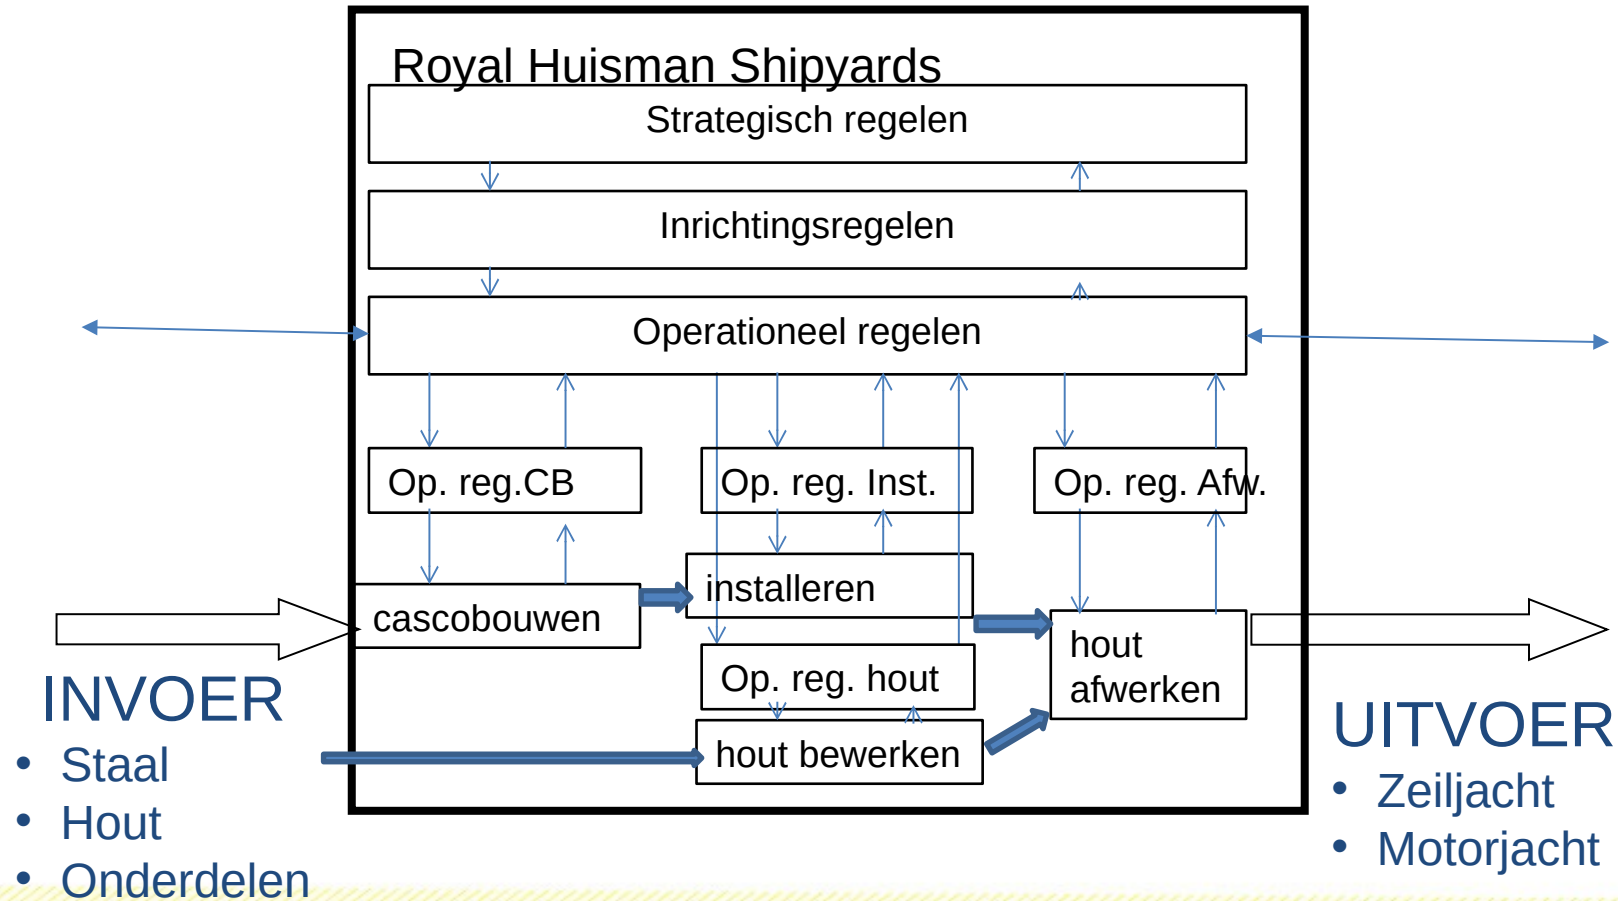 Royal Huisman Shipyards
Strategisch regelen
Inrichtingsregelen
Operationeel regelen
Op. reg.CB
Op. reg. Inst.
Op. reg. Afw.
installeren
cascobouwen
hout
afwerken
Op. reg. hout
hout bewerken
INVOER
• Staal
• Hout
• Onderdelen
UITVOER
• Zeiljacht
• Motorjacht